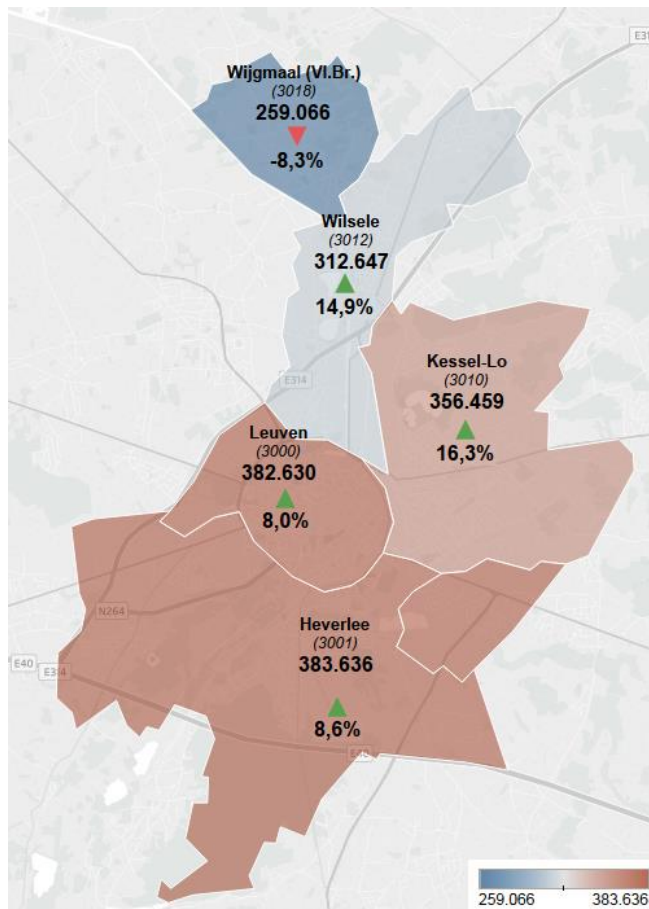 E31
Wijgmaal (Vl.Br.)
(3018)
259.066
-8,3%
Wilsele
(3012)
312.647
14,9%
E314
Kessel-Lo
(3010)
356.459
16,3%
Leuven
(3000)
382.630
8,0%
N264
Heverlee
(3001)
383.636
8,6%
E40
E314
E40
259.066
383.636